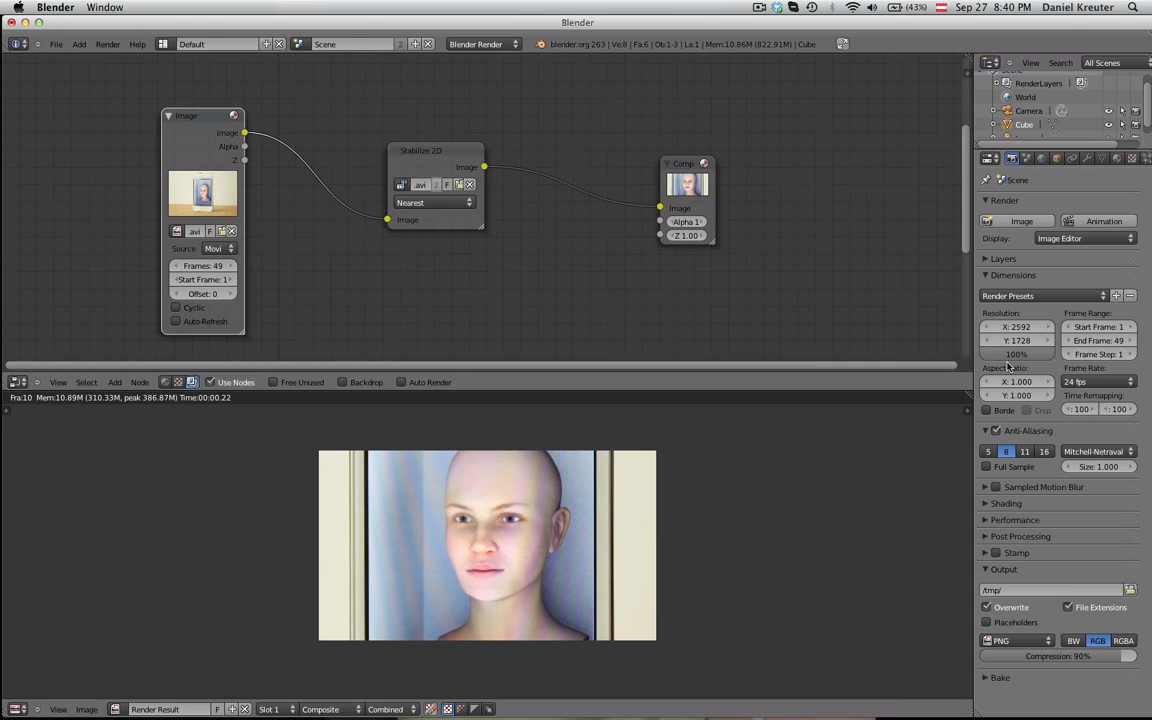 Blender Window (43%) Sep 27 8:40 PM Daniel Kreuter
Blender
File Add Render Help Default Scene 2 Blender Render blender.org 263 | Ve:8 | Fa:6 | Ob:1-3 | La:1 | Mem:10.86M (822.91M) | Cube
View Search All Scenes
RenderLayers
World
Camera
Cube
Image
Image
Alpha
Z
.avi F
Source Movi
Frames: 49
Start Frame: 1
Offset: 0
Cyclic
Auto-Refresh
Stabilize 2D
Image
.avi 2 F
Nearest
Image
Comp
Image
Alpha 1
Z 1.00
View Select Add Node Use Nodes Free Unused Backdrop Auto Render
Fra:10 Mem:10.89M (310.33M, peak 386.87M) Time:00:00.22
View Image Render Result F Slot 1 Composite Combined
Scene
Render
Image Animation
Display: Image Editor
Layers
Dimensions
Render Presets
Resolution: Frame Range:
X: 2592 Start Frame: 1
Y: 1728 End Frame: 49
100% Frame Step: 1
Aspect Ratio: Frame Rate:
X: 1.000 24 fps
Y: 1.000 Time Remapping:
Borde Crop : 100 : 100
Anti-Aliasing
5 8 11 16 Mitchell-Netraval
Full Sample Size: 1.000
Sampled Motion Blur
Shading
Performance
Post Processing
Stamp
Output
/tmp/
Overwrite File Extensions
Placeholders
PNG BW RGB RGBA
Compression: 90%
Bake